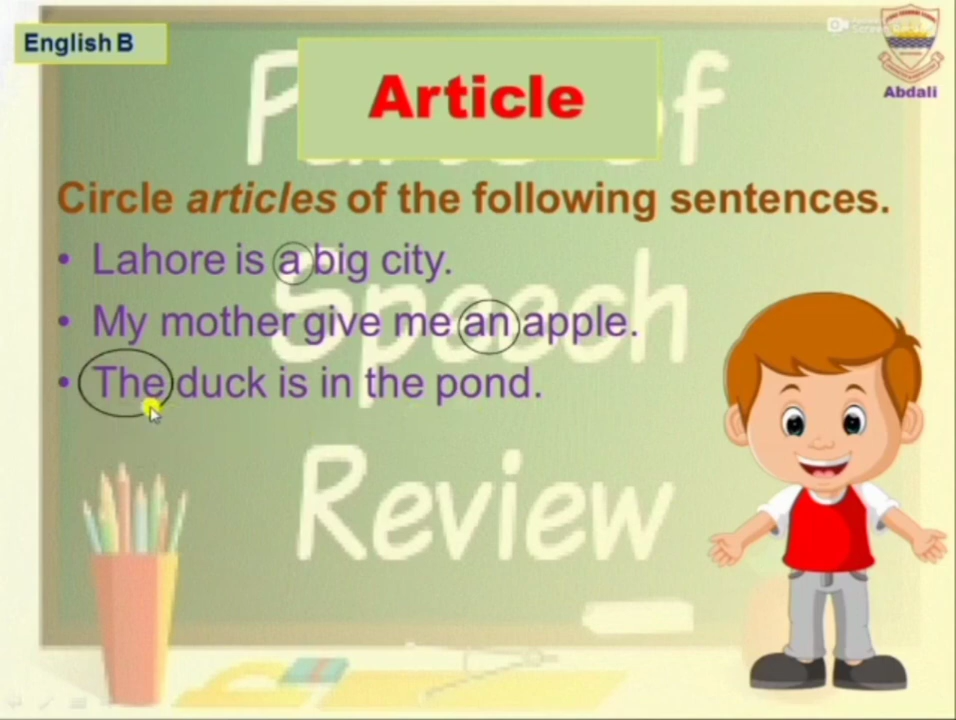 English B
Article
Abdali
Circle articles of the following sentences.
• Lahore is a big city.
• My mother give me an apple.
• The duck is in the pond.
Speech
Review